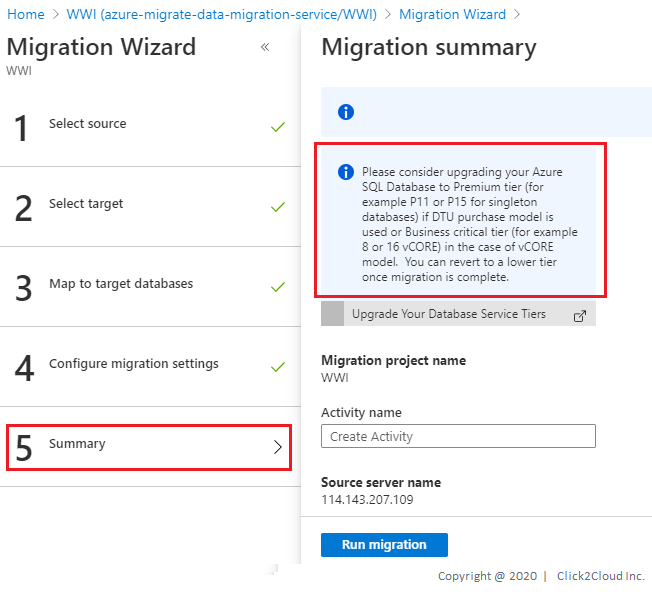 Home > WWI (azure-migrate-data-migration-service/WWI) > Migration Wizard >
Migration Wizard «
WWI
1 Select source
2 Select target
3 Map to target databases
4 Configure migration settings
5 Summary
Migration summary
Please consider upgrading your Azure
SQL Database to Premium tier (for
example P11 or P15 for singleton
databases) if DTU purchase model is
used or Business critical tier (for example
8 or 16 vCORE) in the case of vCORE
model. You can revert to a lower tier
once migration is complete.
Upgrade Your Database Service Tiers
Migration project name
WWI
Activity name
Create Activity
Source server name
114.143.207.109
Run migration
Copyright @ 2020 | Click2Cloud Inc.